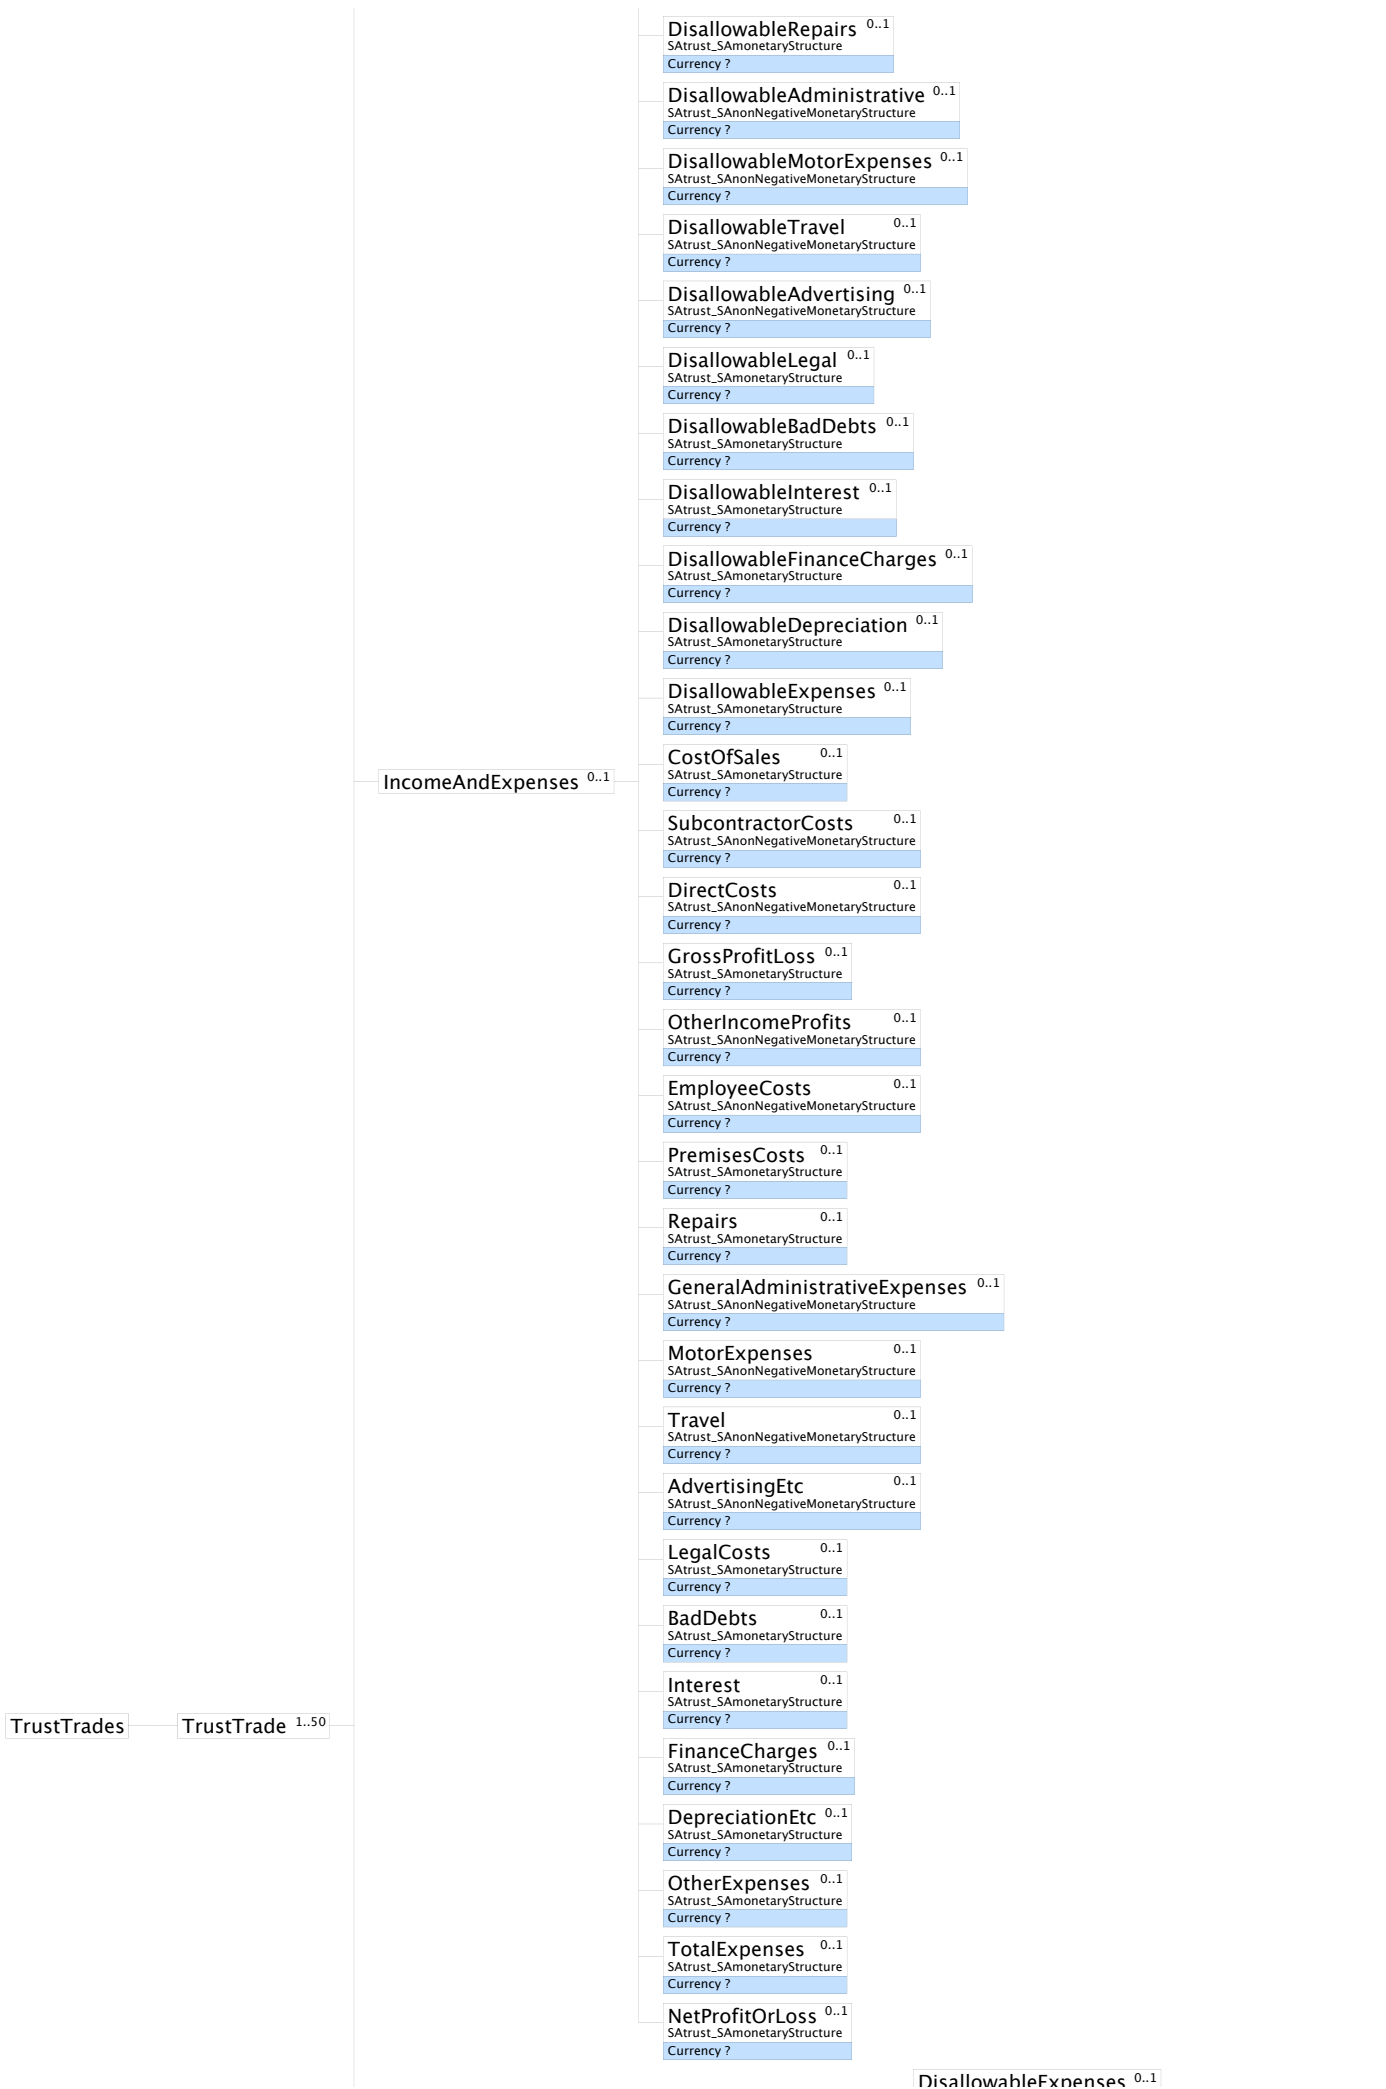 DisallowableRepairs 0..1
SAtrust_SAmonetaryStructure
Currency ?
DisallowableAdministrative 0..1
SAtrust_SAnonNegativeMonetaryStructure
Currency ?
DisallowableMotorExpenses 0..1
SAtrust_SAnonNegativeMonetaryStructure
Currency ?
DisallowableTravel 0..1
SAtrust_SAnonNegativeMonetaryStructure
Currency ?
DisallowableAdvertising 0..1
SAtrust_SAnonNegativeMonetaryStructure
Currency ?
DisallowableLegal 0..1
SAtrust_SAmonetaryStructure
Currency ?
DisallowableBadDebts 0..1
SAtrust_SAmonetaryStructure
Currency ?
DisallowableInterest 0..1
SAtrust_SAmonetaryStructure
Currency ?
DisallowableFinanceCharges 0..1
SAtrust_SAmonetaryStructure
Currency ?
DisallowableDepreciation 0..1
SAtrust_SAmonetaryStructure
Currency ?
DisallowableExpenses 0..1
SAtrust_SAmonetaryStructure
Currency ?
CostOfSales 0..1
SAtrust_SAmonetaryStructure
Currency ?
IncomeAndExpenses 0..1
SubcontractorCosts 0..1
SAtrust_SAnonNegativeMonetaryStructure
Currency ?
DirectCosts 0..1
SAtrust_SAnonNegativeMonetaryStructure
Currency ?
GrossProfitLoss 0..1
SAtrust_SAmonetaryStructure
Currency ?
OtherIncomeProfits 0..1
SAtrust_SAnonNegativeMonetaryStructure
Currency ?
EmployeeCosts 0..1
SAtrust_SAnonNegativeMonetaryStructure
Currency ?
PremisesCosts 0..1
SAtrust_SAmonetaryStructure
Currency ?
Repairs 0..1
SAtrust_SAmonetaryStructure
Currency ?
GeneralAdministrativeExpenses 0..1
SAtrust_SAnonNegativeMonetaryStructure
Currency ?
MotorExpenses 0..1
SAtrust_SAnonNegativeMonetaryStructure
Currency ?
Travel 0..1
SAtrust_SAnonNegativeMonetaryStructure
Currency ?
AdvertisingEtc 0..1
SAtrust_SAnonNegativeMonetaryStructure
Currency ?
LegalCosts 0..1
SAtrust_SAmonetaryStructure
Currency ?
BadDebts 0..1
SAtrust_SAmonetaryStructure
Currency ?
Interest 0..1
SAtrust_SAmonetaryStructure
Currency ?
TrustTrades
TrustTrade 1..50
FinanceCharges 0..1
SAtrust_SAmonetaryStructure
Currency ?
DepreciationEtc 0..1
SAtrust_SAmonetaryStructure
Currency ?
OtherExpenses 0..1
SAtrust_SAmonetaryStructure
Currency ?
TotalExpenses 0..1
SAtrust_SAmonetaryStructure
Currency ?
NetProfitOrLoss 0..1
SAtrust_SAmonetaryStructure
Currency ?
DisallowableExpenses 0..1